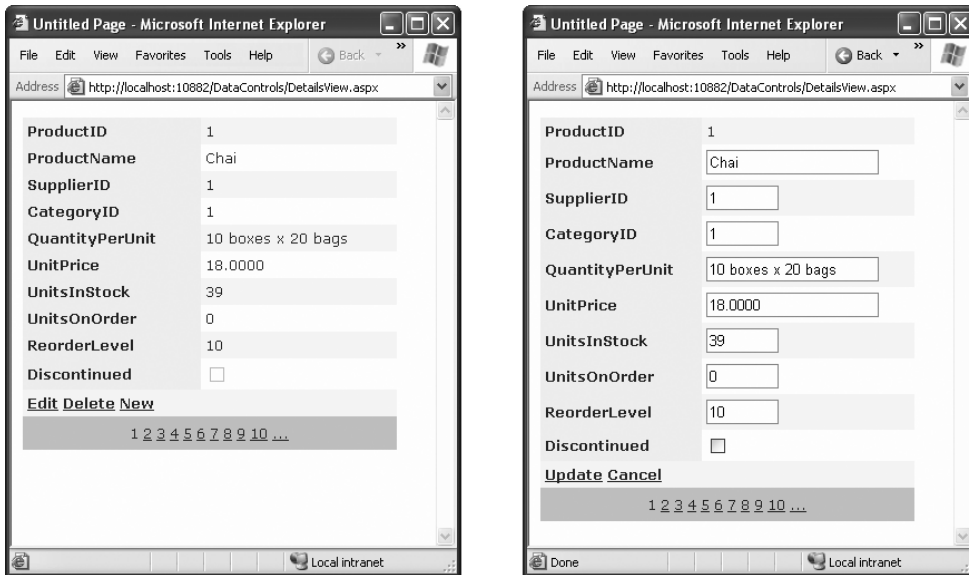 Untitled Page - Microsoft Internet Explorer
File Edit View Favorites Tools Help Back »
Address http://localhost:10882/DataControls/DetailsView.aspx
ProductID 1
ProductName Chai
SupplierID 1
CategoryID 1
QuantityPerUnit 10 boxes x 20 bags
UnitPrice 18.0000
UnitsInStock 39
UnitsOnOrder 0
ReorderLevel 10
Discontinued
Edit Delete New
1 2 3 4 5 6 7 8 9 10 ...
Local intranet
Untitled Page - Microsoft Internet Explorer
File Edit View Favorites Tools Help Back »
Address http://localhost:10882/DataControls/DetailsView.aspx
ProductID 1
ProductName Chai
SupplierID 1
CategoryID 1
QuantityPerUnit 10 boxes x 20 bags
UnitPrice 18.0000
UnitsInStock 39
UnitsOnOrder 0
ReorderLevel 10
Discontinued
Update Cancel
1 2 3 4 5 6 7 8 9 10 ...
Done Local intranet